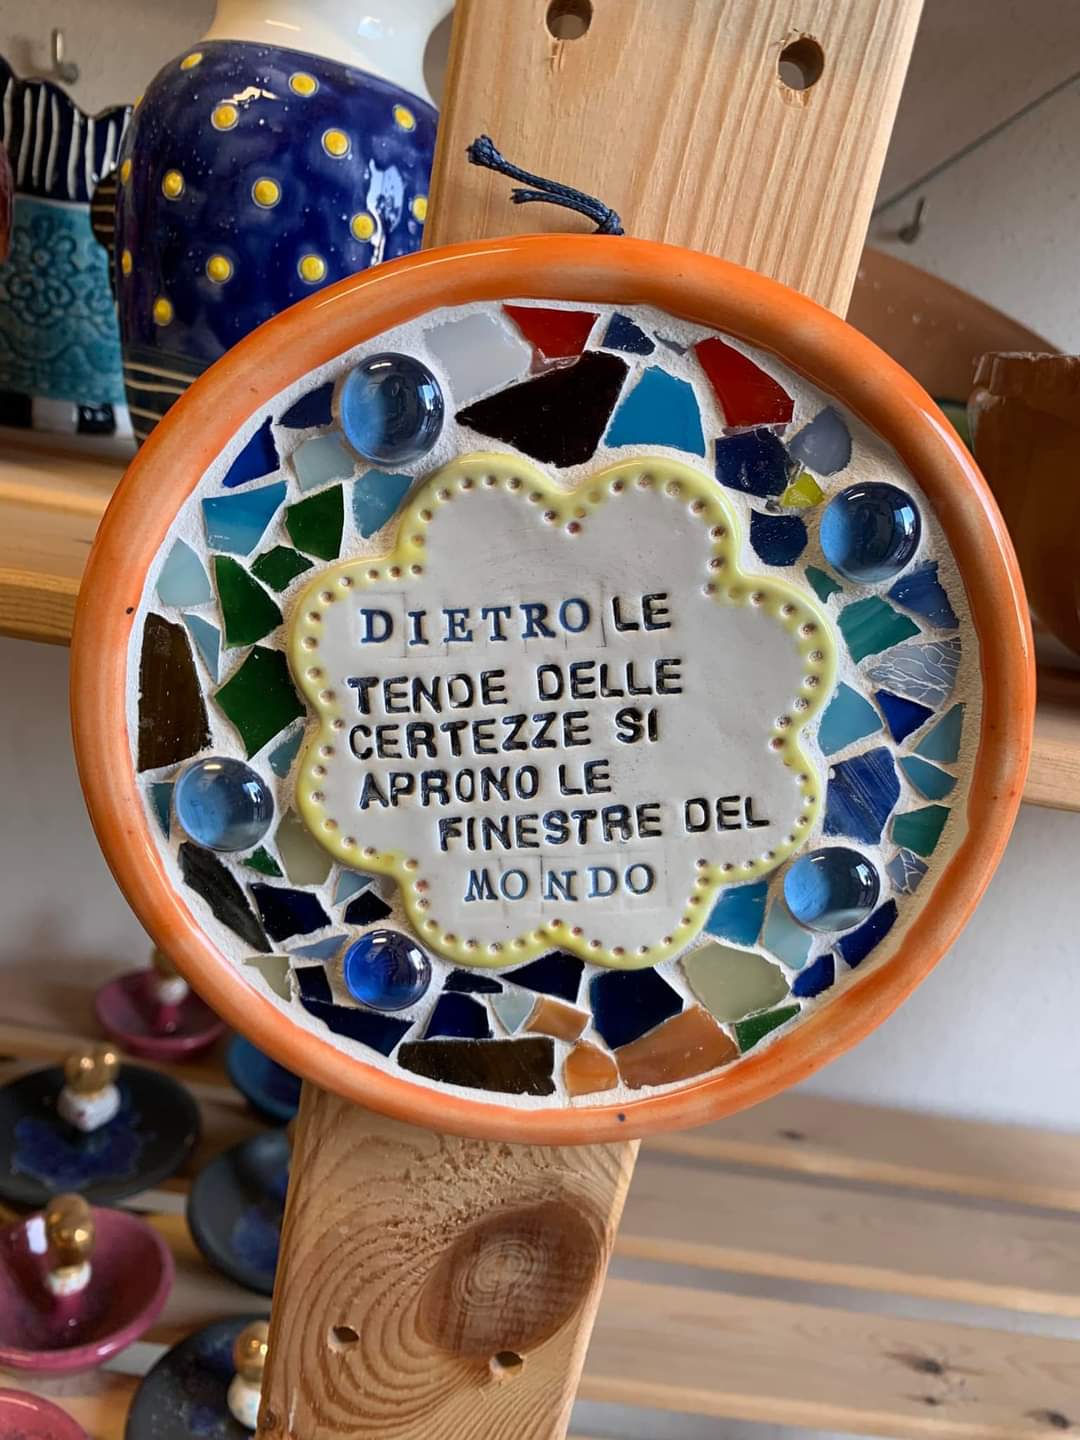 DIETRO LE
TENDE DELLE
CERTEZZE SI
APRONO LE
FINESTRE DEL
MONDO